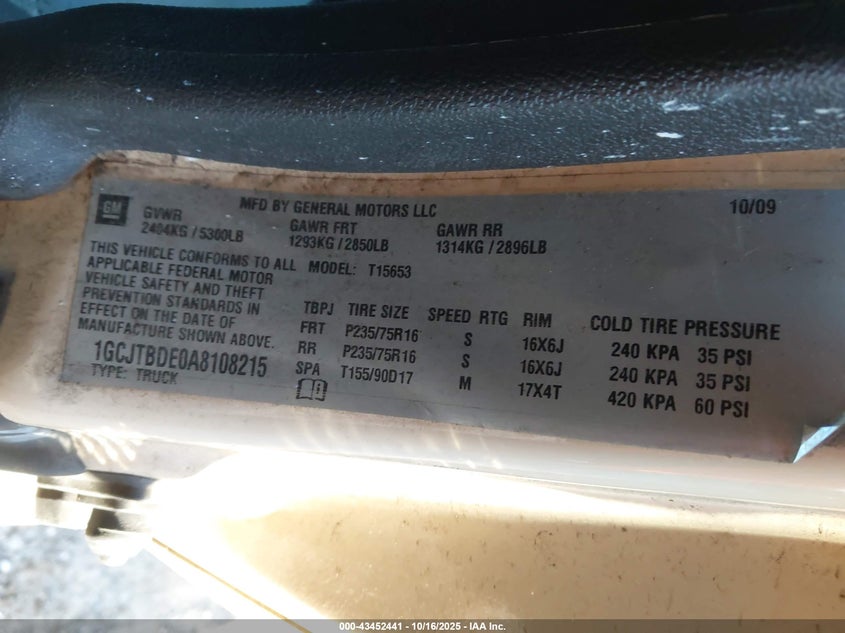 GM
MFD BY GENERAL MOTORS LLC
10/09
GVWR
GAWR FRT
GAWR RR
2404KG / 5300LB
1293KG / 2850LB
1314KG / 2896LB
THIS VEHICLE CONFORMS TO ALL
APPLICABLE FEDERAL MOTOR
VEHICLE SAFETY AND THEFT
PREVENTION STANDARDS IN
EFFECT ON THE DATE OF
MANUFACTURE SHOWN ABOVE.
1GCJTBDE0A8108215
TYPE: TRUCK
MODEL: T15653
TBPJ TIRE SIZE SPEED RTG RIM COLD TIRE PRESSURE
FRT P235/75R16 S 16X6J 240 KPA 35 PSI
RR P235/75R16 S 16X6J 240 KPA 35 PSI
SPA T155/90D17 M 17X4T 420 KPA 60 PSI
000-43452441 - 10/16/2025 - IAA Inc.